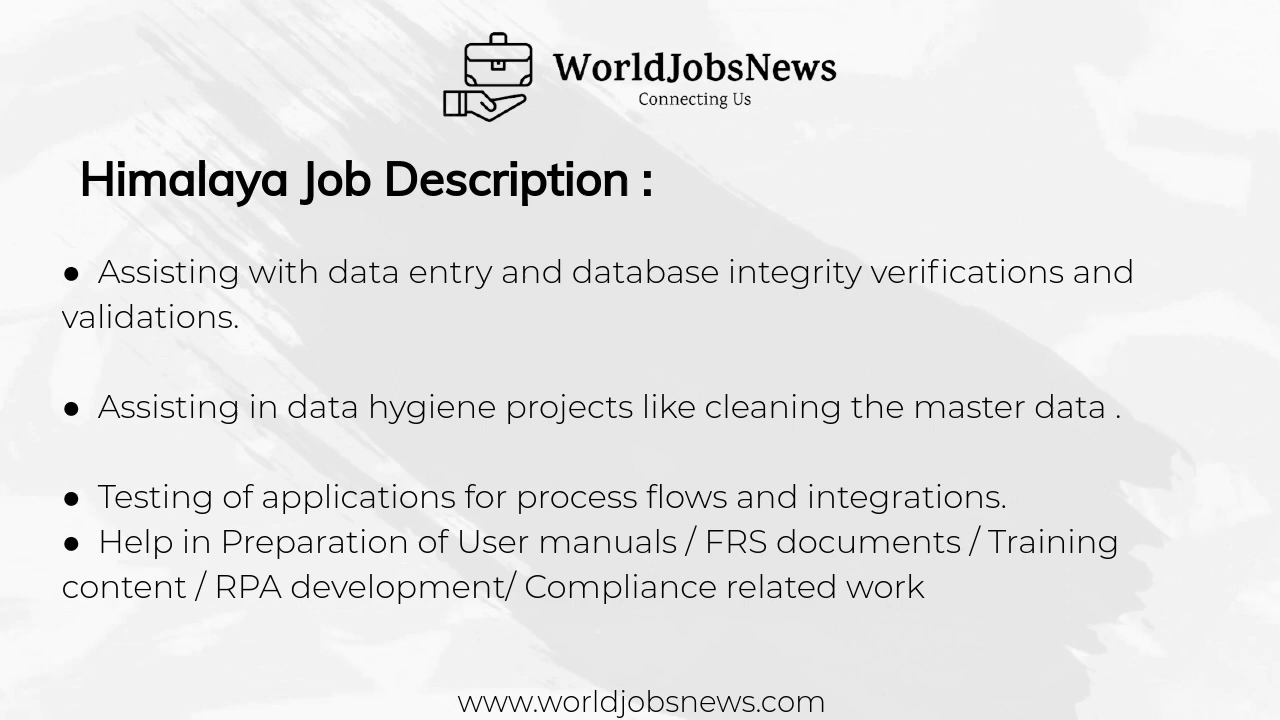 WorldJobsNews
Connecting Us
Himalaya Job Description :
● Assisting with data entry and database integrity verifications and
validations.
● Assisting in data hygiene projects like cleaning the master data .
● Testing of applications for process flows and integrations.
● Help in Preparation of User manuals / FRS documents / Training
content / RPA development/ Compliance related work
www.worldjobsnews.com